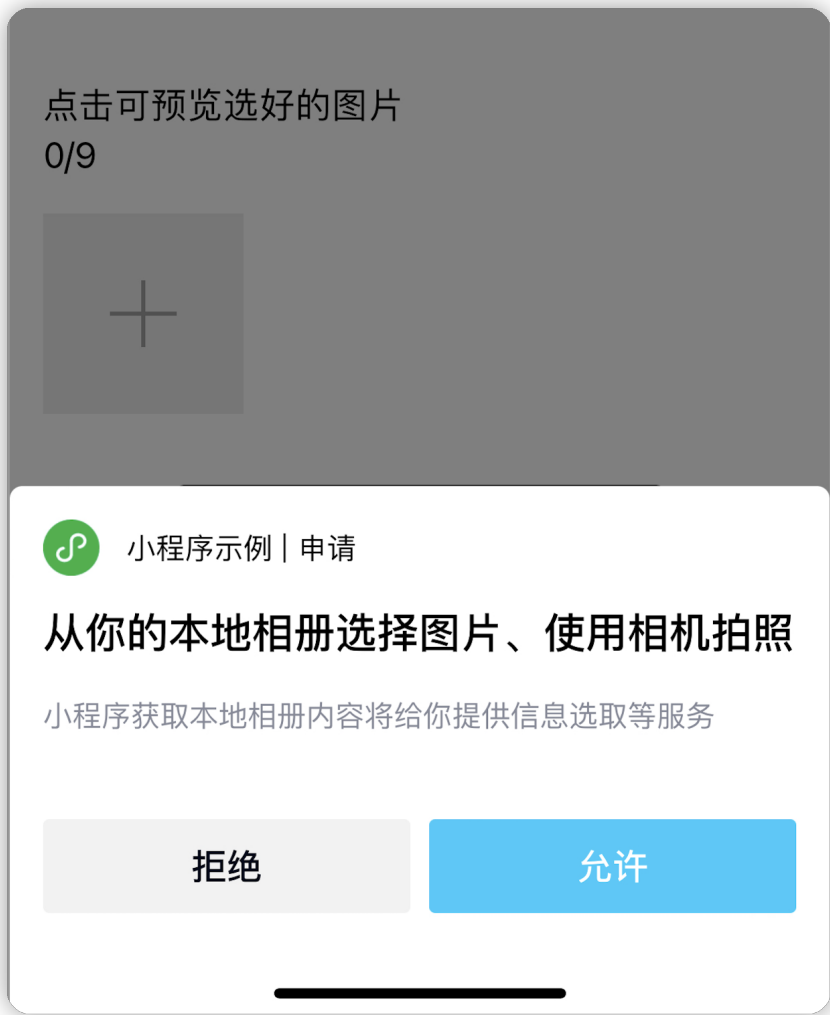 点击可预览选好的图片
0/9
小程序示例 | 申请
从你的本地相册选择图片、使用相机拍照
小程序获取本地相册内容将给你提供信息选取等服务
拒绝
允许